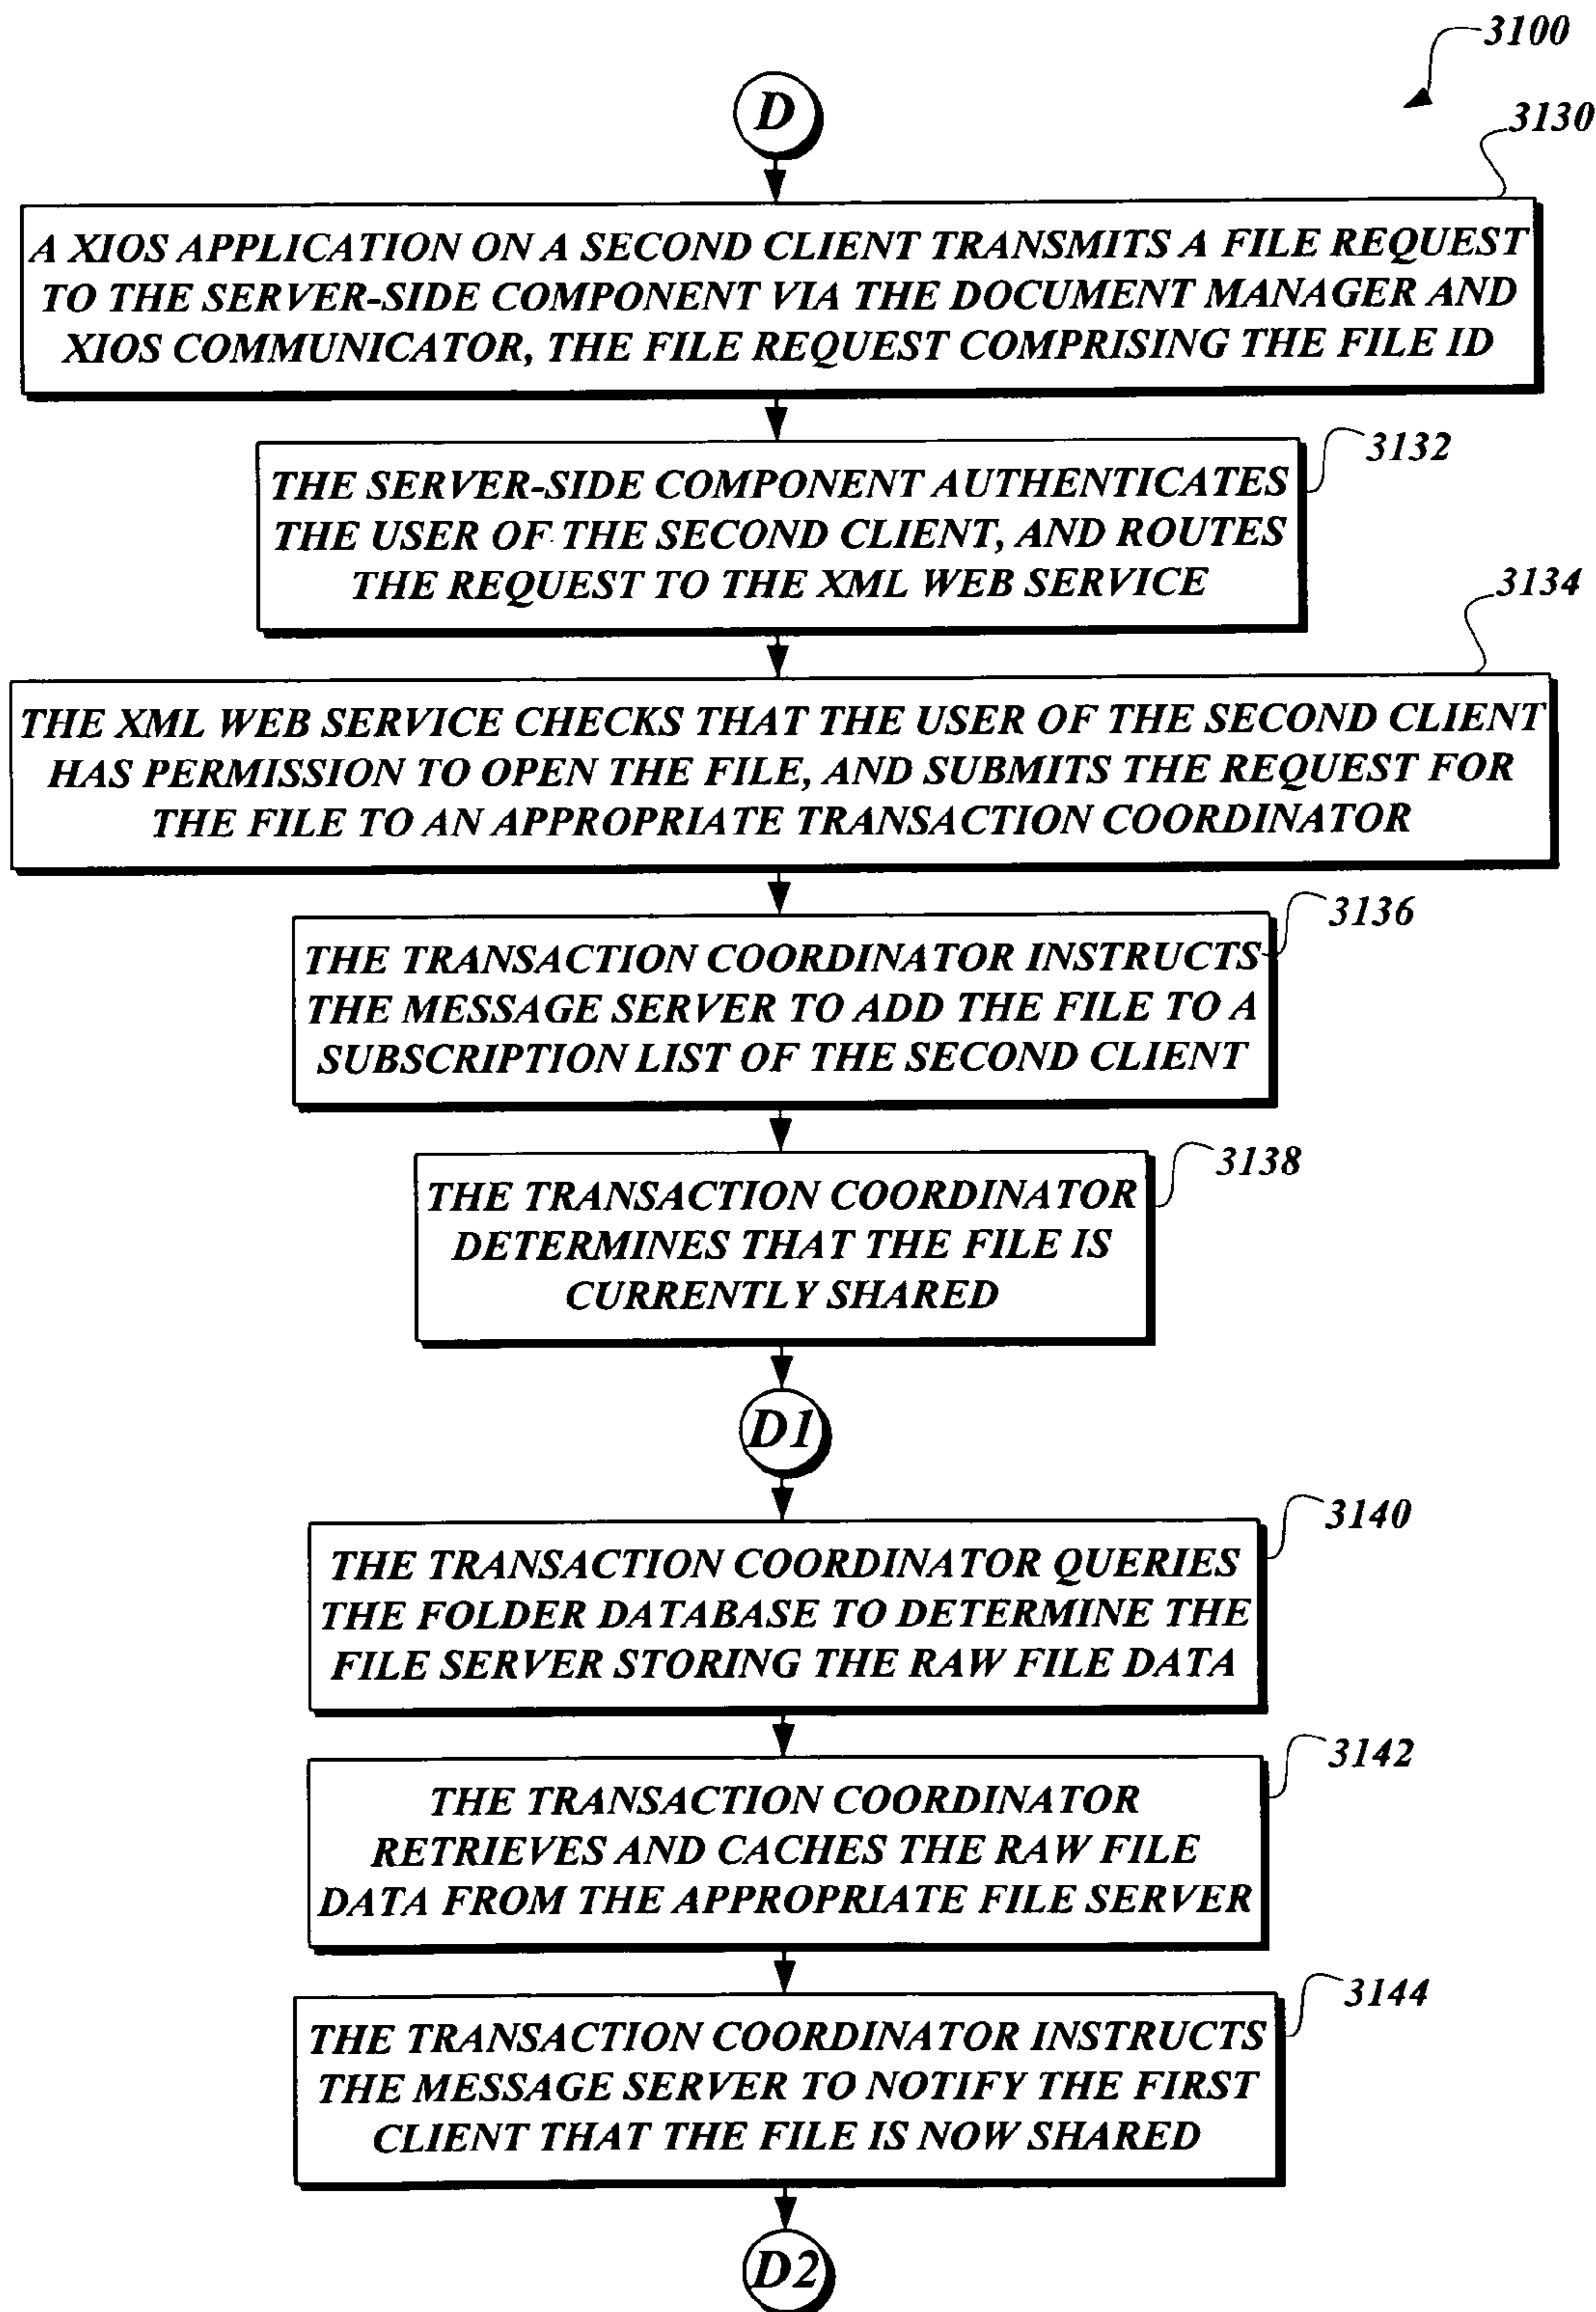 3100
D
3130
A XIOS APPLICATION ON A SECOND CLIENT TRANSMITS A FILE REQUEST
TO THE SERVER-SIDE COMPONENT VIA THE DOCUMENT MANAGER AND
XIOS COMMUNICATOR, THE FILE REQUEST COMPRISING THE FILE ID
3132
THE SERVER-SIDE COMPONENT AUTHENTICATES
THE USER OF THE SECOND CLIENT, AND ROUTES
THE REQUEST TO THE XML WEB SERVICE
3134
THE XML WEB SERVICE CHECKS THAT THE USER OF THE SECOND CLIENT
HAS PERMISSION TO OPEN THE FILE, AND SUBMITS THE REQUEST FOR
THE FILE TO AN APPROPRIATE TRANSACTION COORDINATOR
3136
THE TRANSACTION COORDINATOR INSTRUCTS
THE MESSAGE SERVER TO ADD THE FILE TO A
SUBSCRIPTION LIST OF THE SECOND CLIENT
3138
THE TRANSACTION COORDINATOR
DETERMINES THAT THE FILE IS
CURRENTLY SHARED
D1
3140
THE TRANSACTION COORDINATOR QUERIES
THE FOLDER DATABASE TO DETERMINE THE
FILE SERVER STORING THE RAW FILE DATA
3142
THE TRANSACTION COORDINATOR
RETRIEVES AND CACHES THE RAW FILE
DATA FROM THE APPROPRIATE FILE SERVER
3144
THE TRANSACTION COORDINATOR INSTRUCTS
THE MESSAGE SERVER TO NOTIFY THE FIRST
CLIENT THAT THE FILE IS NOW SHARED
D2